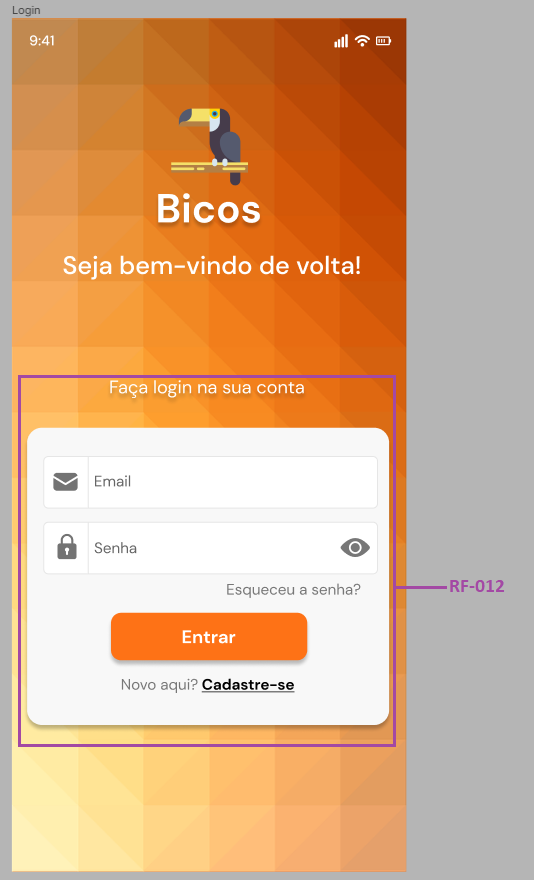 Login
9:41
Bicos
Seja bem-vindo de volta!
Faça login na sua conta
Email
Senha
Esqueceu a senha?
RF-012
Entrar
Novo aqui? Cadastre-se